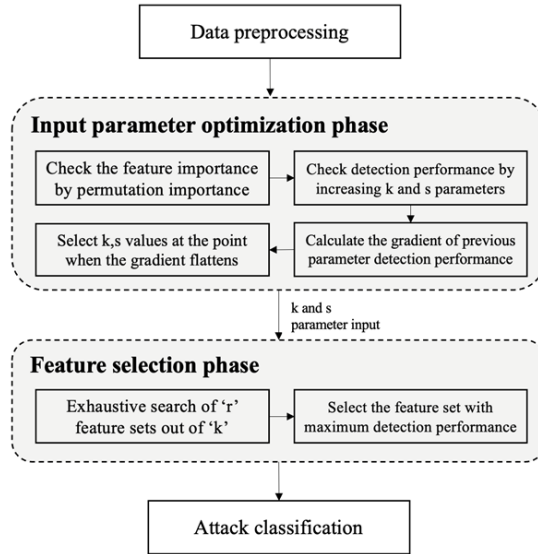 Data preprocessing
Input parameter optimization phase
Check the feature importance
by permutation importance
Check detection performance by
increasing k and s parameters
Select k,s values at the point
when the gradient flattens
Calculate the gradient of previous
parameter detection performance
k and s
parameter input
Feature selection phase
Exhaustive search of ‘r’
feature sets out of ‘k’
Select the feature set with
maximum detection performance
Attack classification